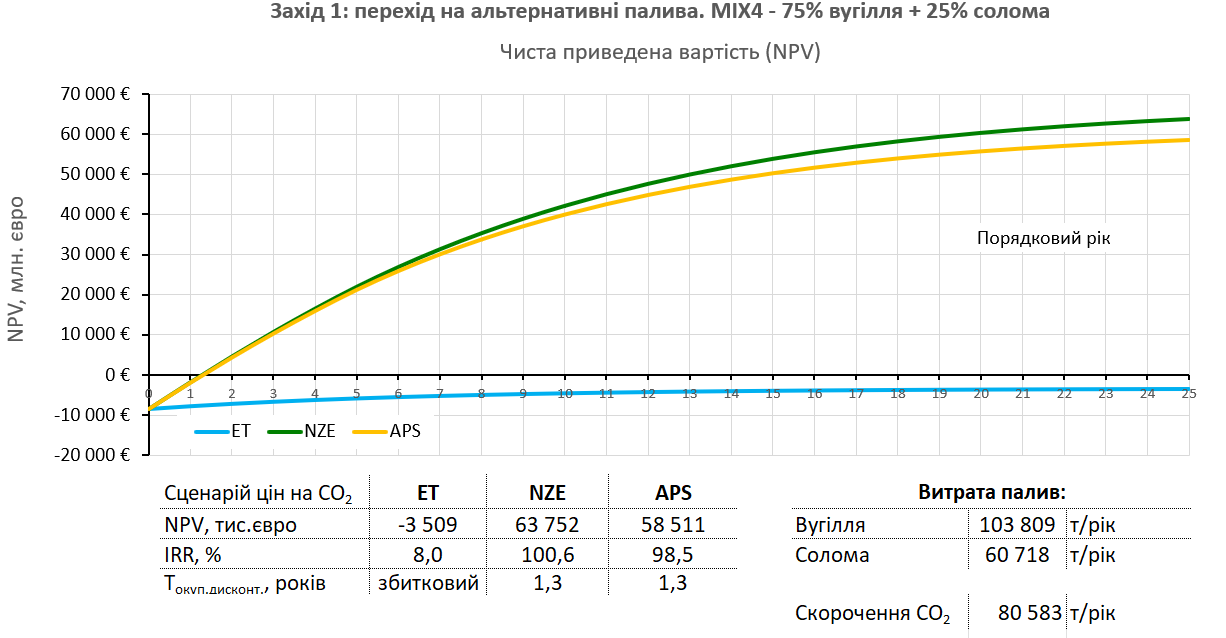 Захід 1: перехід на альтернативні палива. МІХ4 - 75% вугілля + 25% солома
Чиста приведена вартість (NPV)
NPV, млн. євро
70 000 €
60 000 €
50 000 €
40 000 €
30 000 €
20 000 €
10 000 €
0 €
-10 000 €
-20 000 €
Порядковий рік
0 1 2 3 4 5 6 7 8 9 10 11 12 13 14 15 16 17 18 19 20 21 22 23 24 25
ET NZE APS
Сценарій цін на CO2 ET NZE APS
NPV, тис.євро -3 509 63 752 58 511
IRR, % 8,0 100,6 98,5
Токуп.дисконт., років збитковий 1,3 1,3
Витрата палив:
Вугілля 103 809 т/рік
Солома 60 718 т/рік
Скорочення CO2 80 583 т/рік